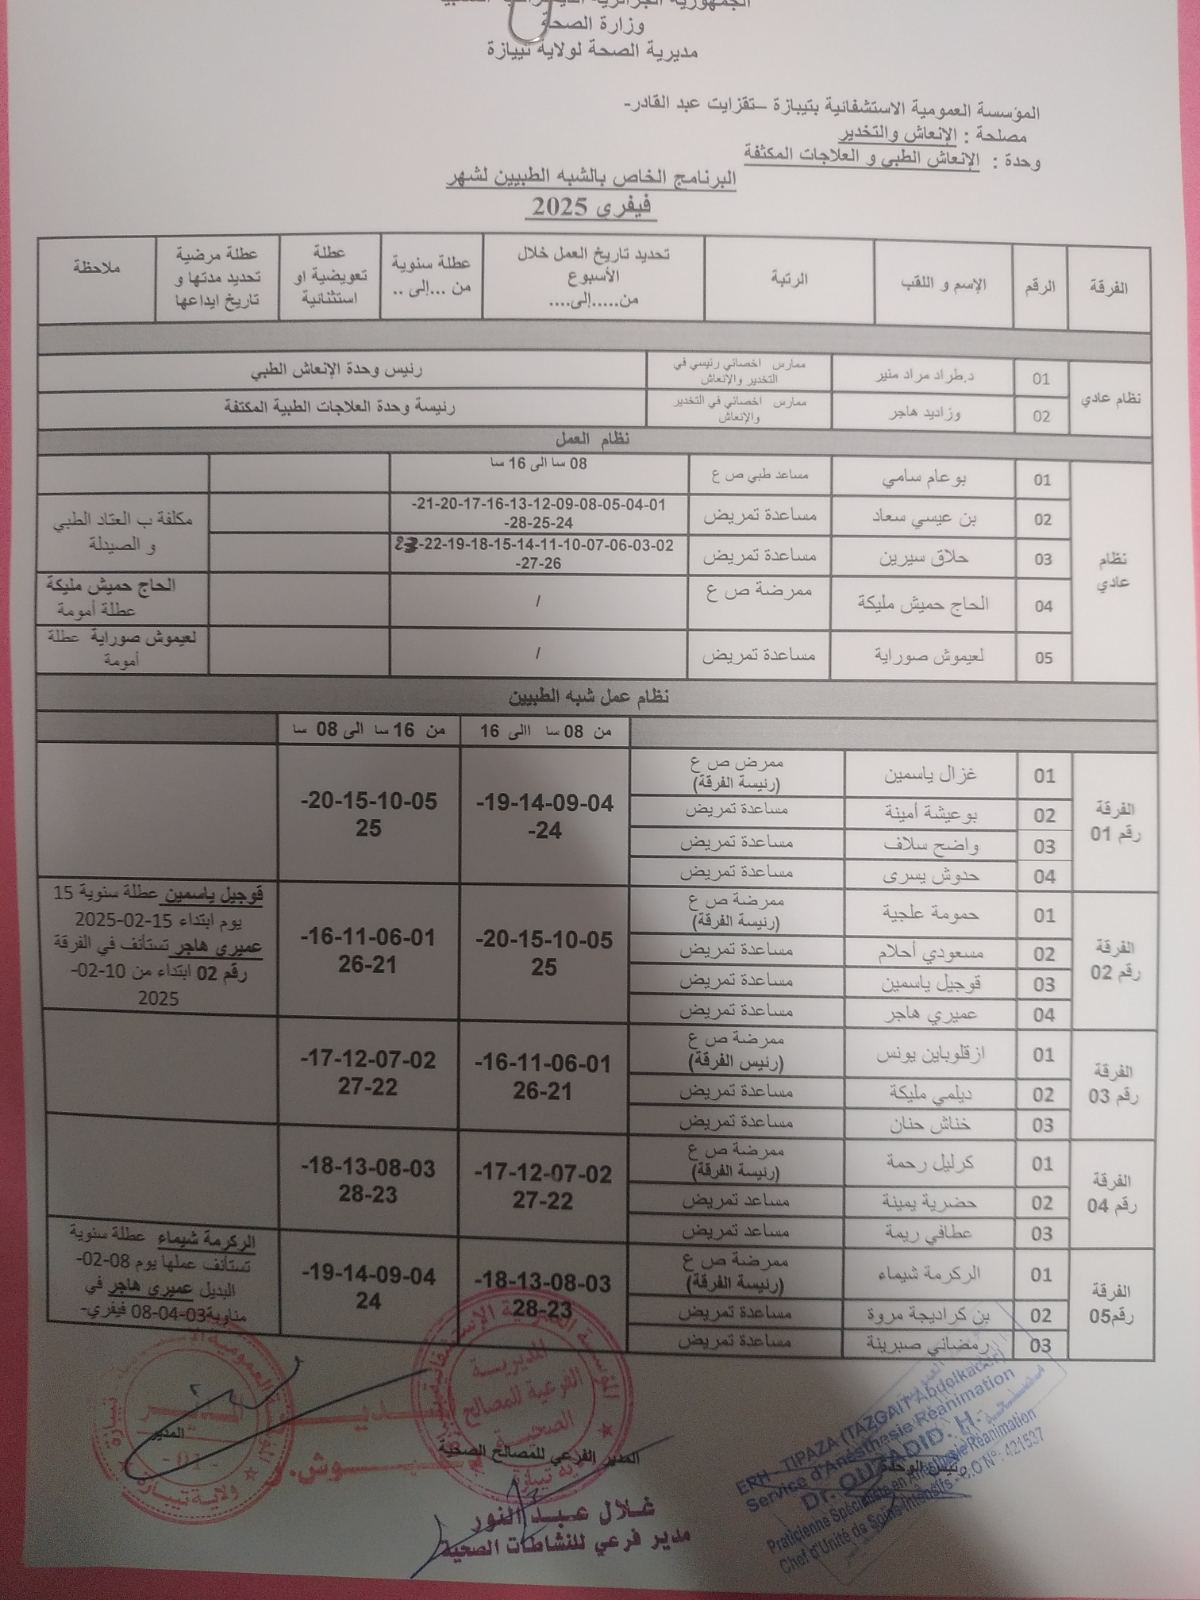 الجمهورية الجزائرية الديمقراطية الشعبية
وزارة الصحة
مديرية الصحة لولاية تيبازة
المؤسسة العمومية الاستشفائية بتيبازة –تقزايت عبد القادر-
مصلحة : الإنعاش والتخدير
وحدة : الإنعاش الطبي و العلاجات المكثفة
البرنامج الخاص بالشبه الطبيين لشهر
فيفري 2025
الفرقة الرقم الإسم و اللقب الرتبة تحديد تاريخ العمل خلال الأسبوع من.....إلى.... عطلة سنوية من ...إلى .. عطلة تعويضية او استثنائية عطلة مرضية تحديد مدتها و تاريخ ايداعها ملاحظة
نظام عادي
01 د.طراد مراد منير ممارس اخصائي رئيسي في التخدير والإنعاش رئيس وحدة الإنعاش الطبي
02 وزاديد هاجر ممارس اخصائي في التخدير والإنعاش رئيسة وحدة العلاجات الطبية المكثفة
نظام العمل
نظام عادي
01 بوعام سامي مساعد طبي ص ع 08 سا الى 16 سا
02 بن عيسي سعاد مساعدة تمريض 01-04-05-08-09-12-13-16-17-20-21-
24-25-28-
مكلفة ب العتاد الطبي و الصيدلة
03 حلاق سيرين مساعدة تمريض 02-03-06-07-10-11-14-15-18-19-22-23
26-27-
04 الحاج حميش مليكة ممرضة ص ع / الحاج حميش مليكة عطلة أمومة
05 لعيموش صوراية مساعدة تمريض / لعيموش صوراية عطلة أمومة
نظام عمل شبه الطبيين
من 08 سا االى 16 من 16 سا الى 08 سا
الفرقة رقم 01
01 غزال ياسمين ممرض ص ع (رئيسة الفرقة)
02 بوعيشة أمينة مساعدة تمريض
03 واضح سلاف مساعدة تمريض
04 حدوش يسرى مساعدة تمريض
04-09-14-19-
24-
05-10-15-20-
25
الفرقة رقم 02
01 حمومة علجية ممرضة ص ع (رئيسة الفرقة)
02 مسعودي أحلام مساعدة تمريض
03 قوجيل ياسمين مساعدة تمريض
04 عميري هاجر مساعدة تمريض
05-10-15-20-
25
01-06-11-16-
21-26
قوجيل ياسمين عطلة سنوية 15
يوم ابتداء 15-02-2025
عميري هاجر تستأنف في الفرقة
رقم 02 ابتداء من 10-02-
2025
الفرقة رقم 03
01 ازقلوباين يونس ممرضة ص ع (رئيس الفرقة)
02 ديلمي مليكة مساعدة تمريض
03 خناش حنان مساعدة تمريض
01-06-11-16-
21-26
02-07-12-17-
22-27
الفرقة رقم 04
01 كرليل رحمة ممرضة ص ع (رئيسة الفرقة)
02 حضرية يمينة مساعد تمريض
03 عطافي ريمة مساعد تمريض
02-07-12-17-
22-27
03-08-13-18-
23-28
الفرقة رقم05
01 الركرمة شيماء ممرضة ص ع (رئيسة الفرقة)
02 بن كراديجة مروة مساعدة تمريض
03 رمضاني صبرينة مساعدة تمريض
03-08-13-18-
23-28
04-09-14-19-
24
الركرمة شيماء عطلة سنوية
تستأنف عملها يوم 08-02-
البديل عميري هاجر في
مناوبة03-04-08 فيفري-
المدير
المديرية الفرعية للمصالح الصحية
المدير الفرعي للمصالح الصحية
غلال عبد النور
مدير فرعي للنشاطات الصحية
رئيس الوحدة
EPH - TIPAZA (TAZGAIT Abdelkader)
Service d'Anesthésie Réanimation
Dr. OUZADID . H.
Praticienne Spécialiste en Anesthésie Réanimation
Chef d'Unité de Soins Intensifs - C.O N°: 421537